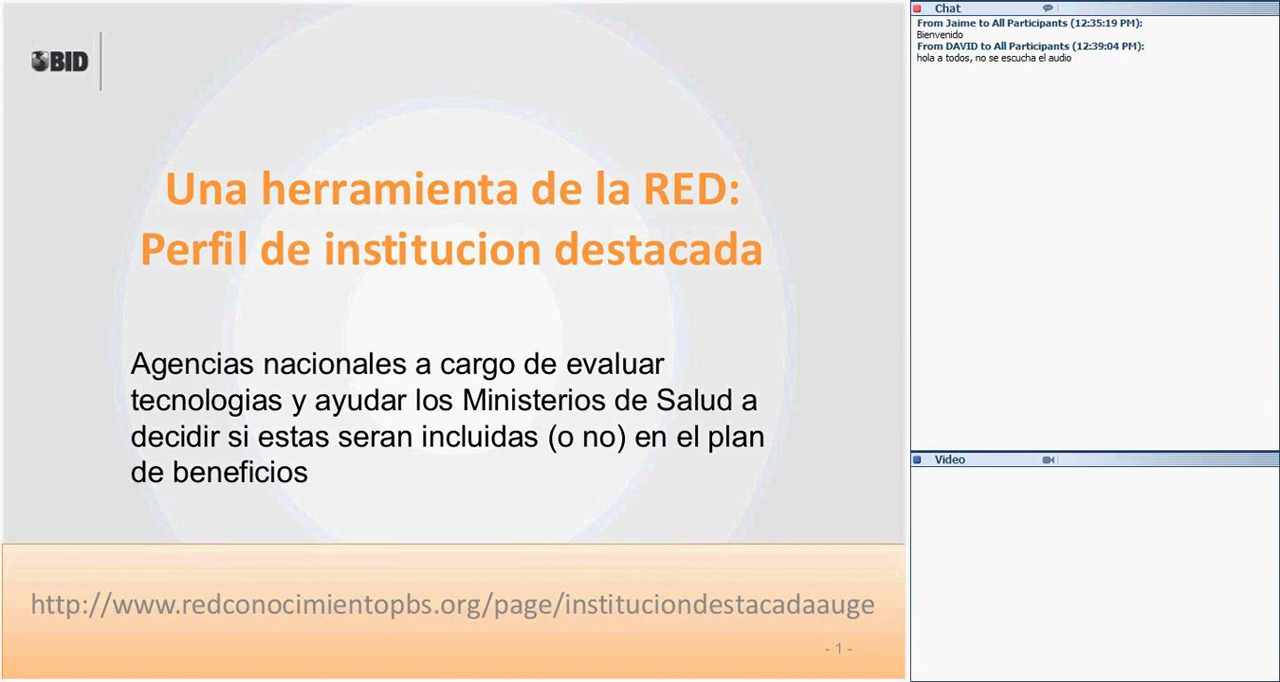 BID
Una herramienta de la RED:
Perfil de institucion destacada
Agencias nacionales a cargo de evaluar
tecnologias y ayudar los Ministerios de Salud a
decidir si estas seran incluidas (o no) en el plan
de beneficios
http://www.redconocimientopbs.org/page/instituciondestacadaauge
- 1 -
Chat
From Jaime to All Participants (12:35:19 PM):
Bienvenido
From DAVID to All Participants (12:39:04 PM):
hola a todos, no se escucha el audio
Video